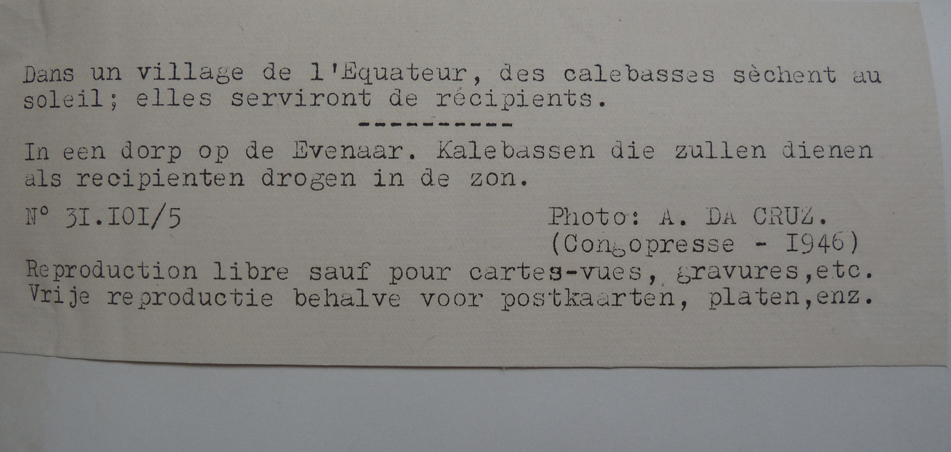 Dans un village de l'Equateur, des calebasses sèchent au
soleil; elles serviront de récipients.
----------
In een dorp op de Evenaar. Kalebassen die zullen dienen
als recipienten drogen in de zon.
N° 31.IOI/5 Photo: A. DA CRUZ.
(Congopresse - I946)
Reproduction libre sauf pour cartes-vues, gravures,etc.
Vrije reproductie behalve voor postkaarten, platen,enz.